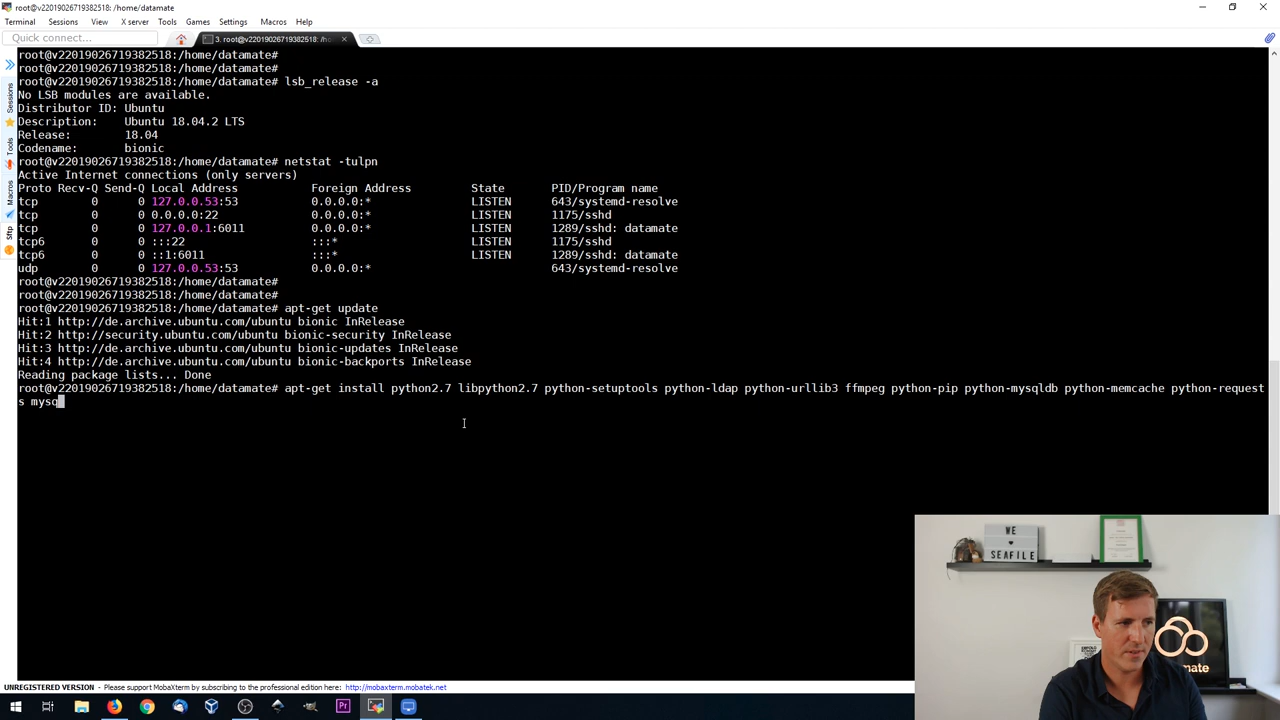 root@v22019026719382518: /home/datamate
Terminal Sessions View X server Tools Games Settings Macros Help
Quick connect...
3. root@v22019026719382518: /ho
Sessions
Tools
Macros
Sftp
root@v22019026719382518:/home/datamate#
root@v22019026719382518:/home/datamate#
root@v22019026719382518:/home/datamate# lsb_release -a
No LSB modules are available.
Distributor ID: Ubuntu
Description: Ubuntu 18.04.2 LTS
Release: 18.04
Codename: bionic
root@v22019026719382518:/home/datamate# netstat -tulpn
Active Internet connections (only servers)
Proto Recv-Q Send-Q Local Address Foreign Address State PID/Program name
tcp 0 0 127.0.0.53:53 0.0.0.0:* LISTEN 643/systemd-resolve
tcp 0 0 0.0.0.0:22 0.0.0.0:* LISTEN 1175/sshd
tcp 0 0 127.0.0.1:6011 0.0.0.0:* LISTEN 1289/sshd: datamate
tcp6 0 0 :::22 :::* LISTEN 1175/sshd
tcp6 0 0 ::1:6011 :::* LISTEN 1289/sshd: datamate
udp 0 0 127.0.0.53:53 0.0.0.0:* 643/systemd-resolve
root@v22019026719382518:/home/datamate#
root@v22019026719382518:/home/datamate#
root@v22019026719382518:/home/datamate# apt-get update
Hit:1 http://de.archive.ubuntu.com/ubuntu bionic InRelease
Hit:2 http://security.ubuntu.com/ubuntu bionic-security InRelease
Hit:3 http://de.archive.ubuntu.com/ubuntu bionic-updates InRelease
Hit:4 http://de.archive.ubuntu.com/ubuntu bionic-backports InRelease
Reading package lists... Done
root@v22019026719382518:/home/datamate# apt-get install python2.7 libpython2.7 python-setuptools python-ldap python-urllib3 ffmpeg python-pip python-mysqldb python-memcache python-request
s mysq
WE
SEAFILE
mate
UNREGISTERED VERSION - Please support MobaXterm by subscribing to the professional edition here: http://mobaxterm.mobatek.net
Pr